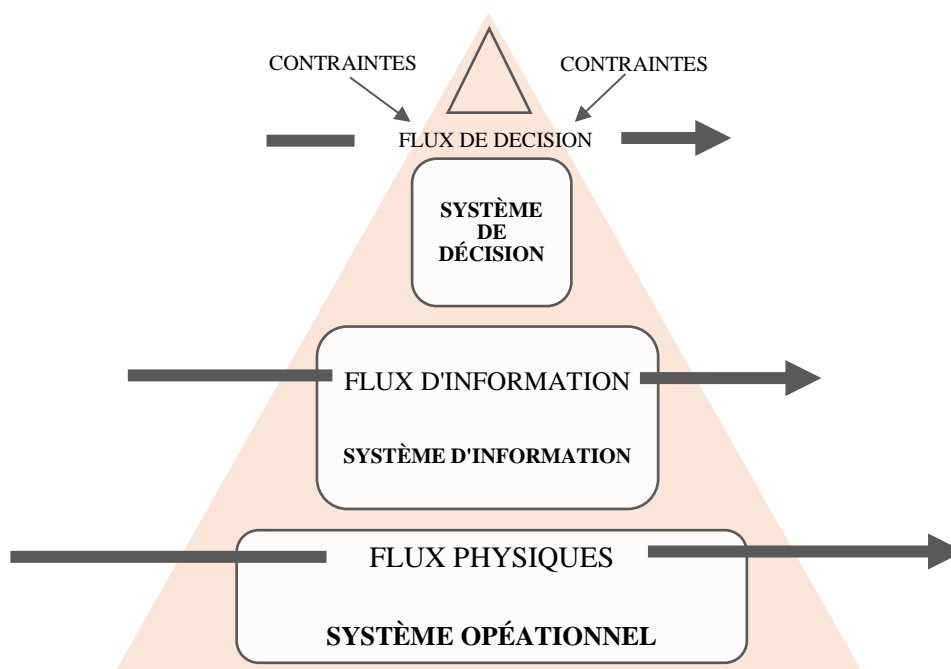 CONTRAINTES
CONTRAINTES
FLUX DE DECISION
SYSTÈME
DE
DÉCISION
FLUX D'INFORMATION
SYSTÈME D'INFORMATION
FLUX PHYSIQUES
SYSTÈME OPÉATIONNEL